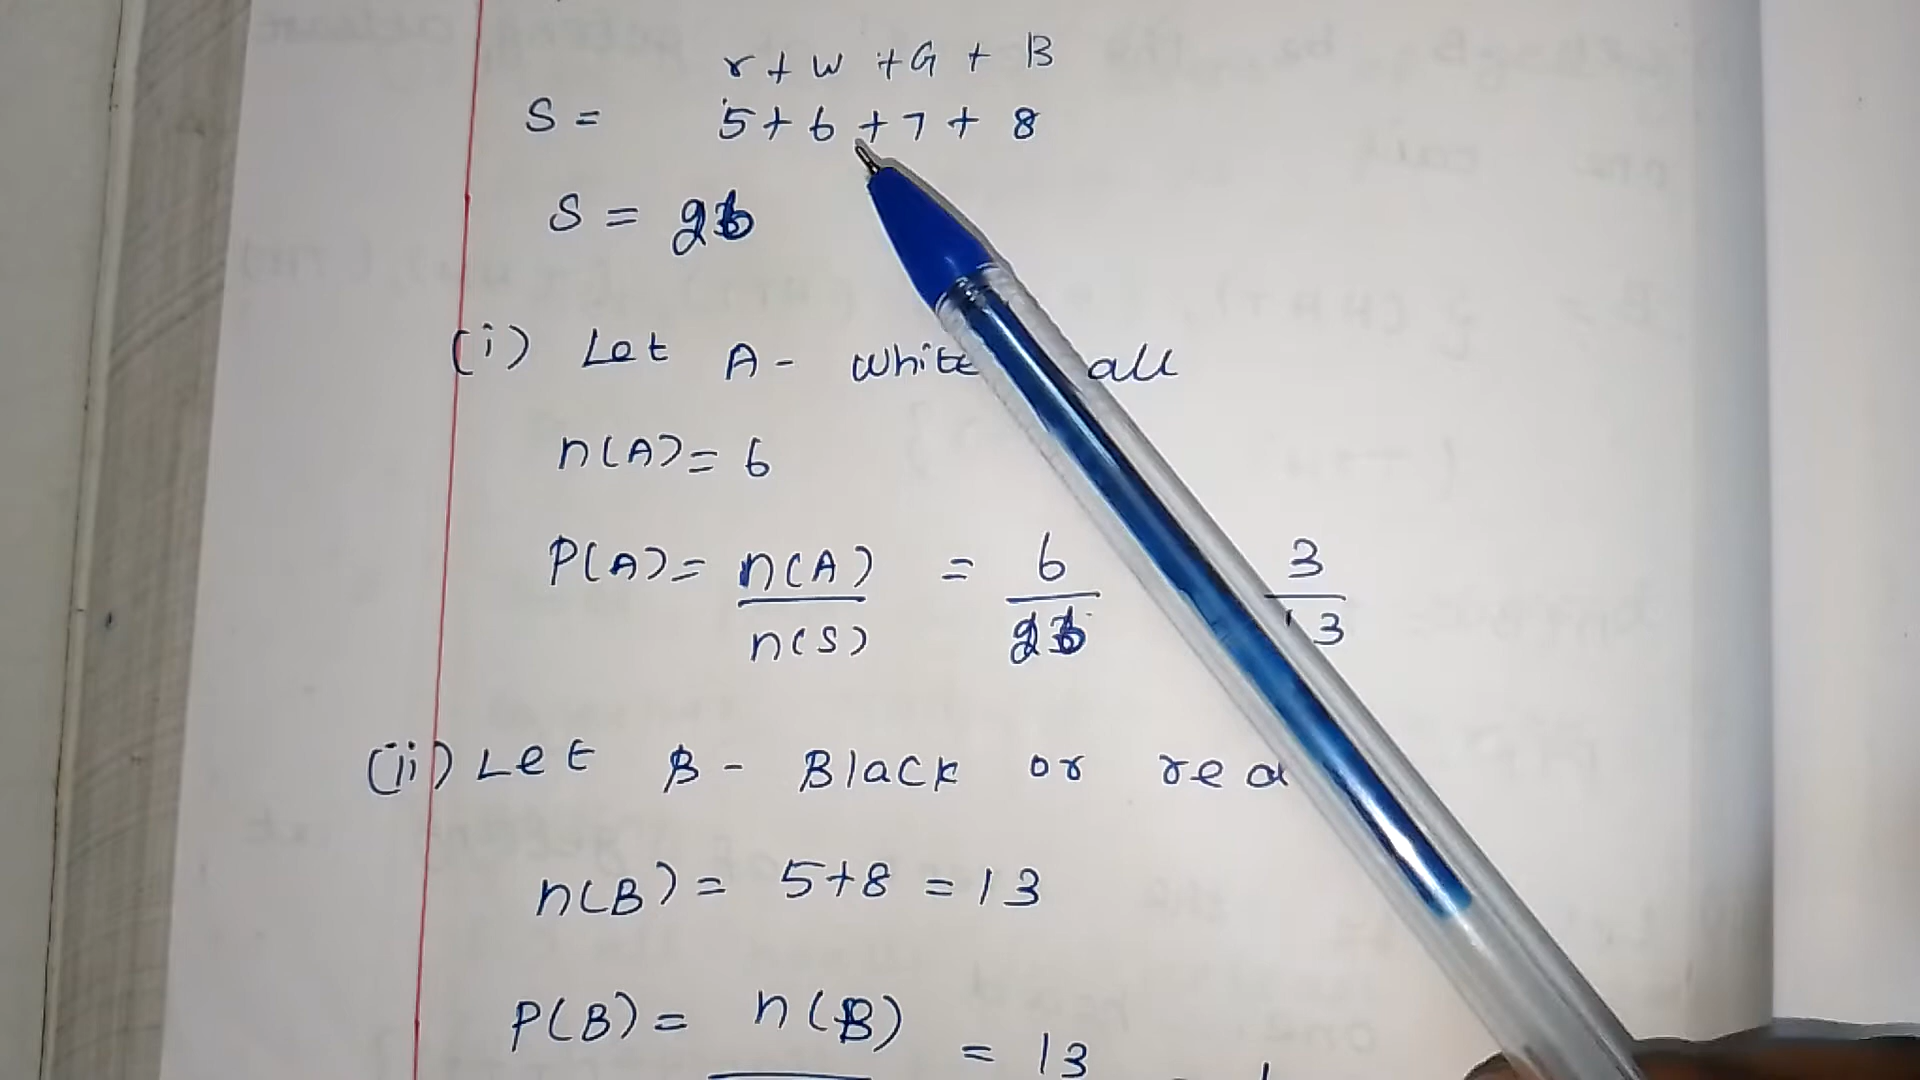 r + W + G + B
S = 5 + 6 + 7 + 8
S = 26
(i) Let A - white all
n(A) = 6
P(A) = n(A) / n(S) = 6 / 26 3 / 13
(ii) Let B - Black or red
n(B) = 5+8 = 13
P(B) = n(B) = 13